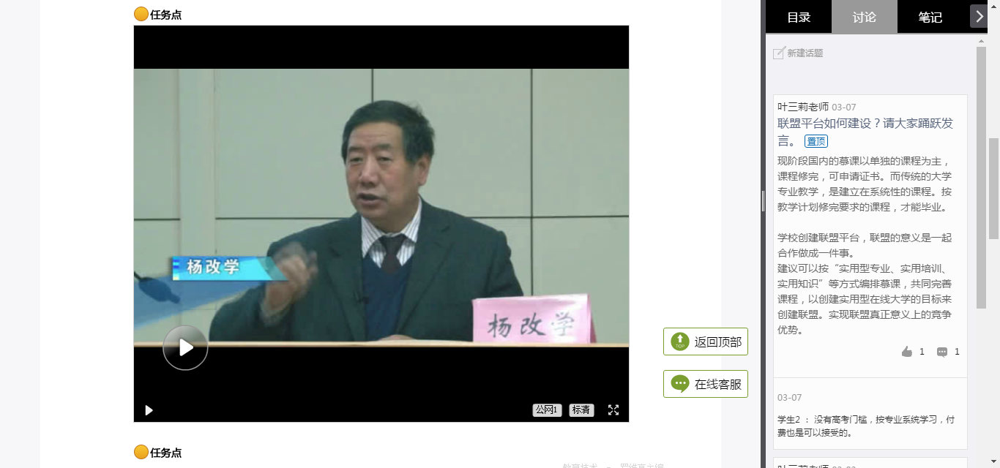 任务点
杨改学
杨改学
公网1
标清
任务点
返回顶部
TOP
在线客服
目录
讨论
笔记
新建话题
叶三莉老师 03-07
联盟平台如何建设？请大家踊跃发
言。 置顶
现阶段国内的慕课以单独的课程为主，
课程修完，可申请证书。而传统的大学
专业教学，是建立在系统性的课程。按
教学计划修完要求的课程，才能毕业。
学校创建联盟平台，联盟的意义是一起
合作做成一件事。
建议可以按“实用型专业、实用培训、
实用知识”等方式编排慕课，共同完善
课程，以创建实用型在线大学的目标来
创建联盟。实现联盟真正意义上的竞争
优势。
1
1
03-07
学生2 ： 没有高考门槛，按专业系统学习，付
费也是可以接受的。